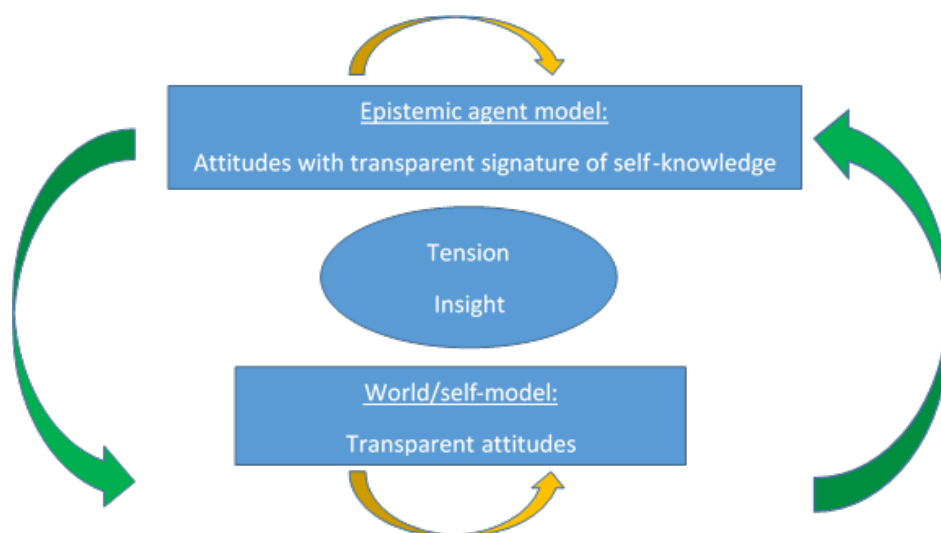 Epistemic agent model:
Attitudes with transparent signature of self-knowledge
Tension
Insight
World/self-model:
Transparent attitudes